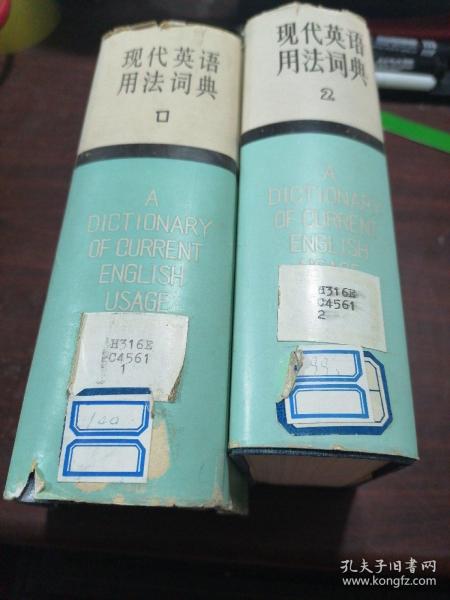 现代英语
用法词典
1
A
DICTIONARY
OF CURRENT
ENGLISH
USAGE
H316E
C4561
1
100
现代英语
用法词典
2
A
DICTIONARY
OF CURRENT
ENGLISH
USAGE
H316E
C4561
2
99
孔夫子旧书网
www.kongfz.com